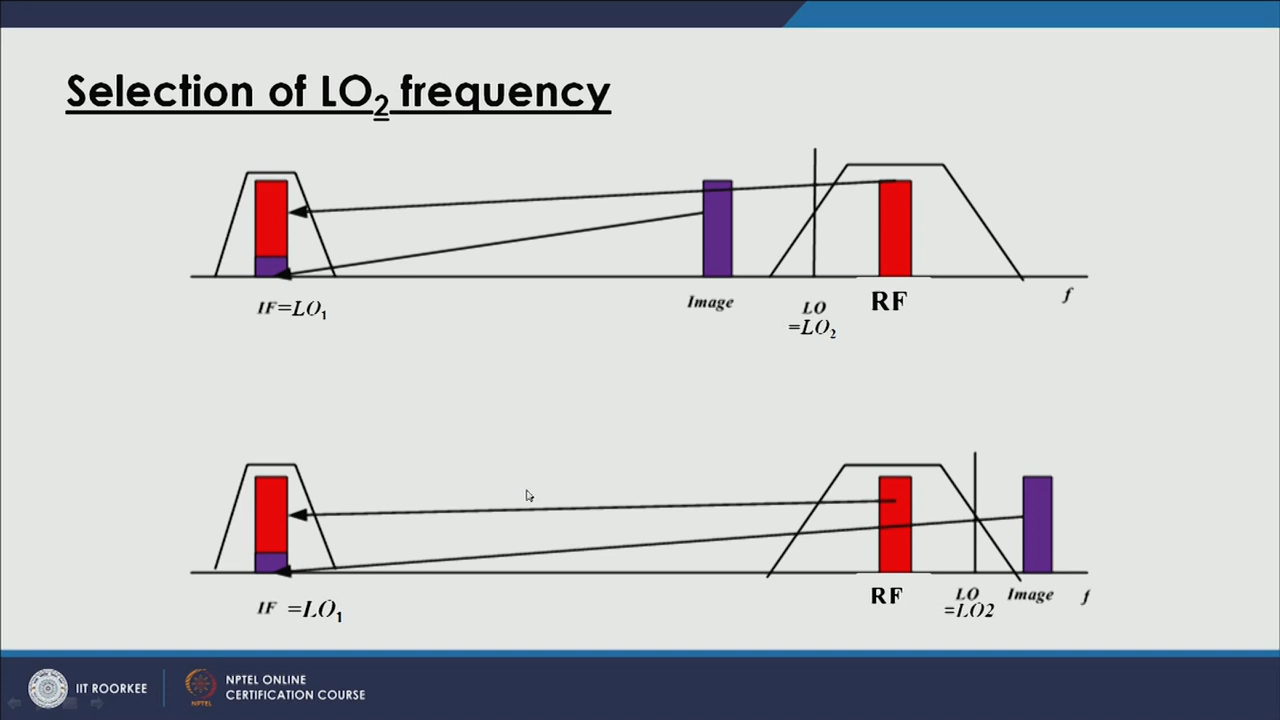 Selection of LO₂ frequency
IF=LO₁
Image
LO
=LO₂
RF
f
IF =LO₁
RF
LO
=LO2
Image
f
IIT ROORKEE
NPTEL
NPTEL ONLINE
CERTIFICATION COURSE